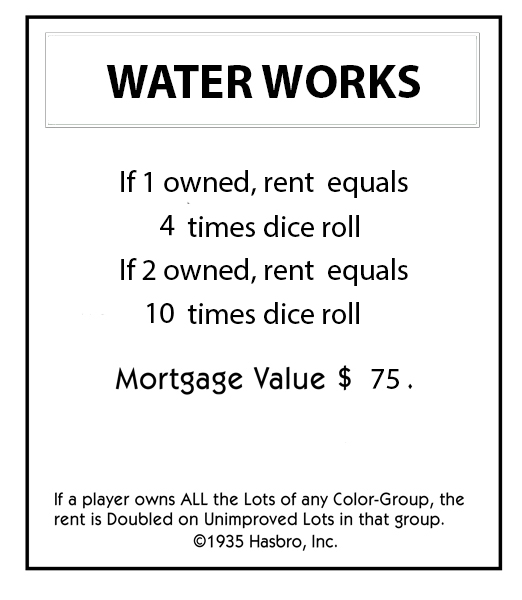 WATER WORKS
If 1 owned, rent equals
4 times dice roll
If 2 owned, rent equals
10 times dice roll
Mortgage Value $ 75 .
If a player owns ALL the Lots of any Color-Group, the
rent is Doubled on Unimproved Lots in that group.
©1935 Hasbro, Inc.